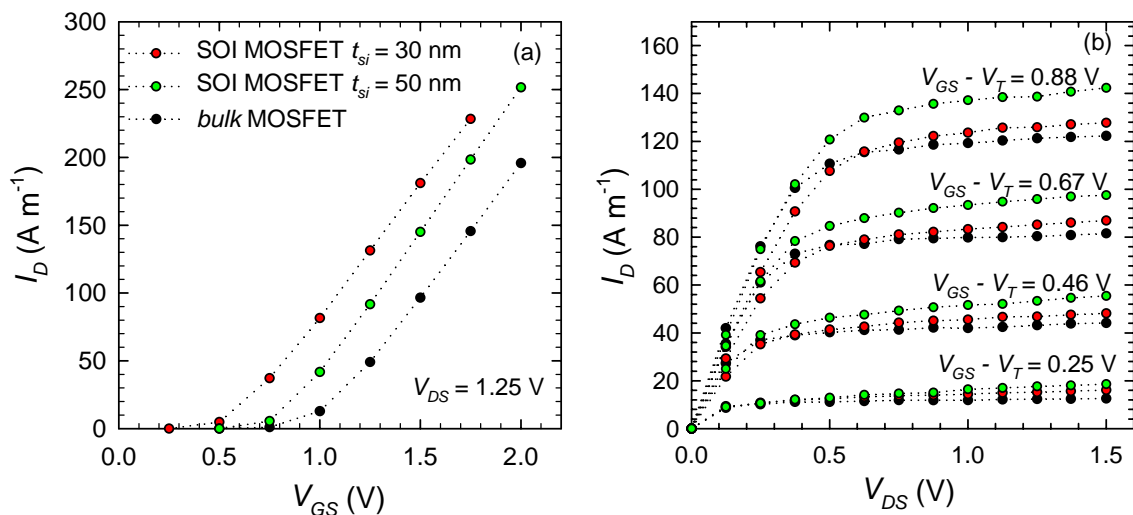 300
250
200
150
100
50
0
I_D (A m⁻¹)
SOI MOSFET t_si = 30 nm
SOI MOSFET t_si = 50 nm
bulk MOSFET
(a)
V_DS = 1.25 V
0.0 0.5 1.0 1.5 2.0
V_GS (V)
160
140
120
100
80
60
40
20
0
I_D (A m⁻¹)
(b)
V_GS - V_T = 0.88 V
V_GS - V_T = 0.67 V
V_GS - V_T = 0.46 V
V_GS - V_T = 0.25 V
0.0 0.5 1.0 1.5
V_DS (V)